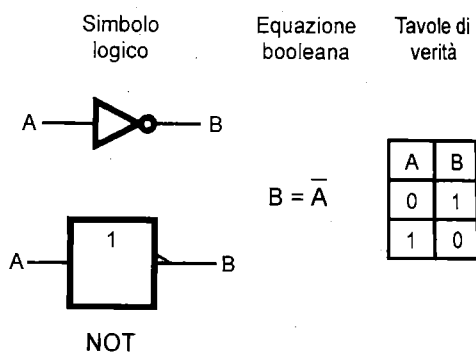 Simbolo logico
Equazione booleana
Tavole di verità
A B
B = A̅
A B
0 1
1 0
1
A B
NOT